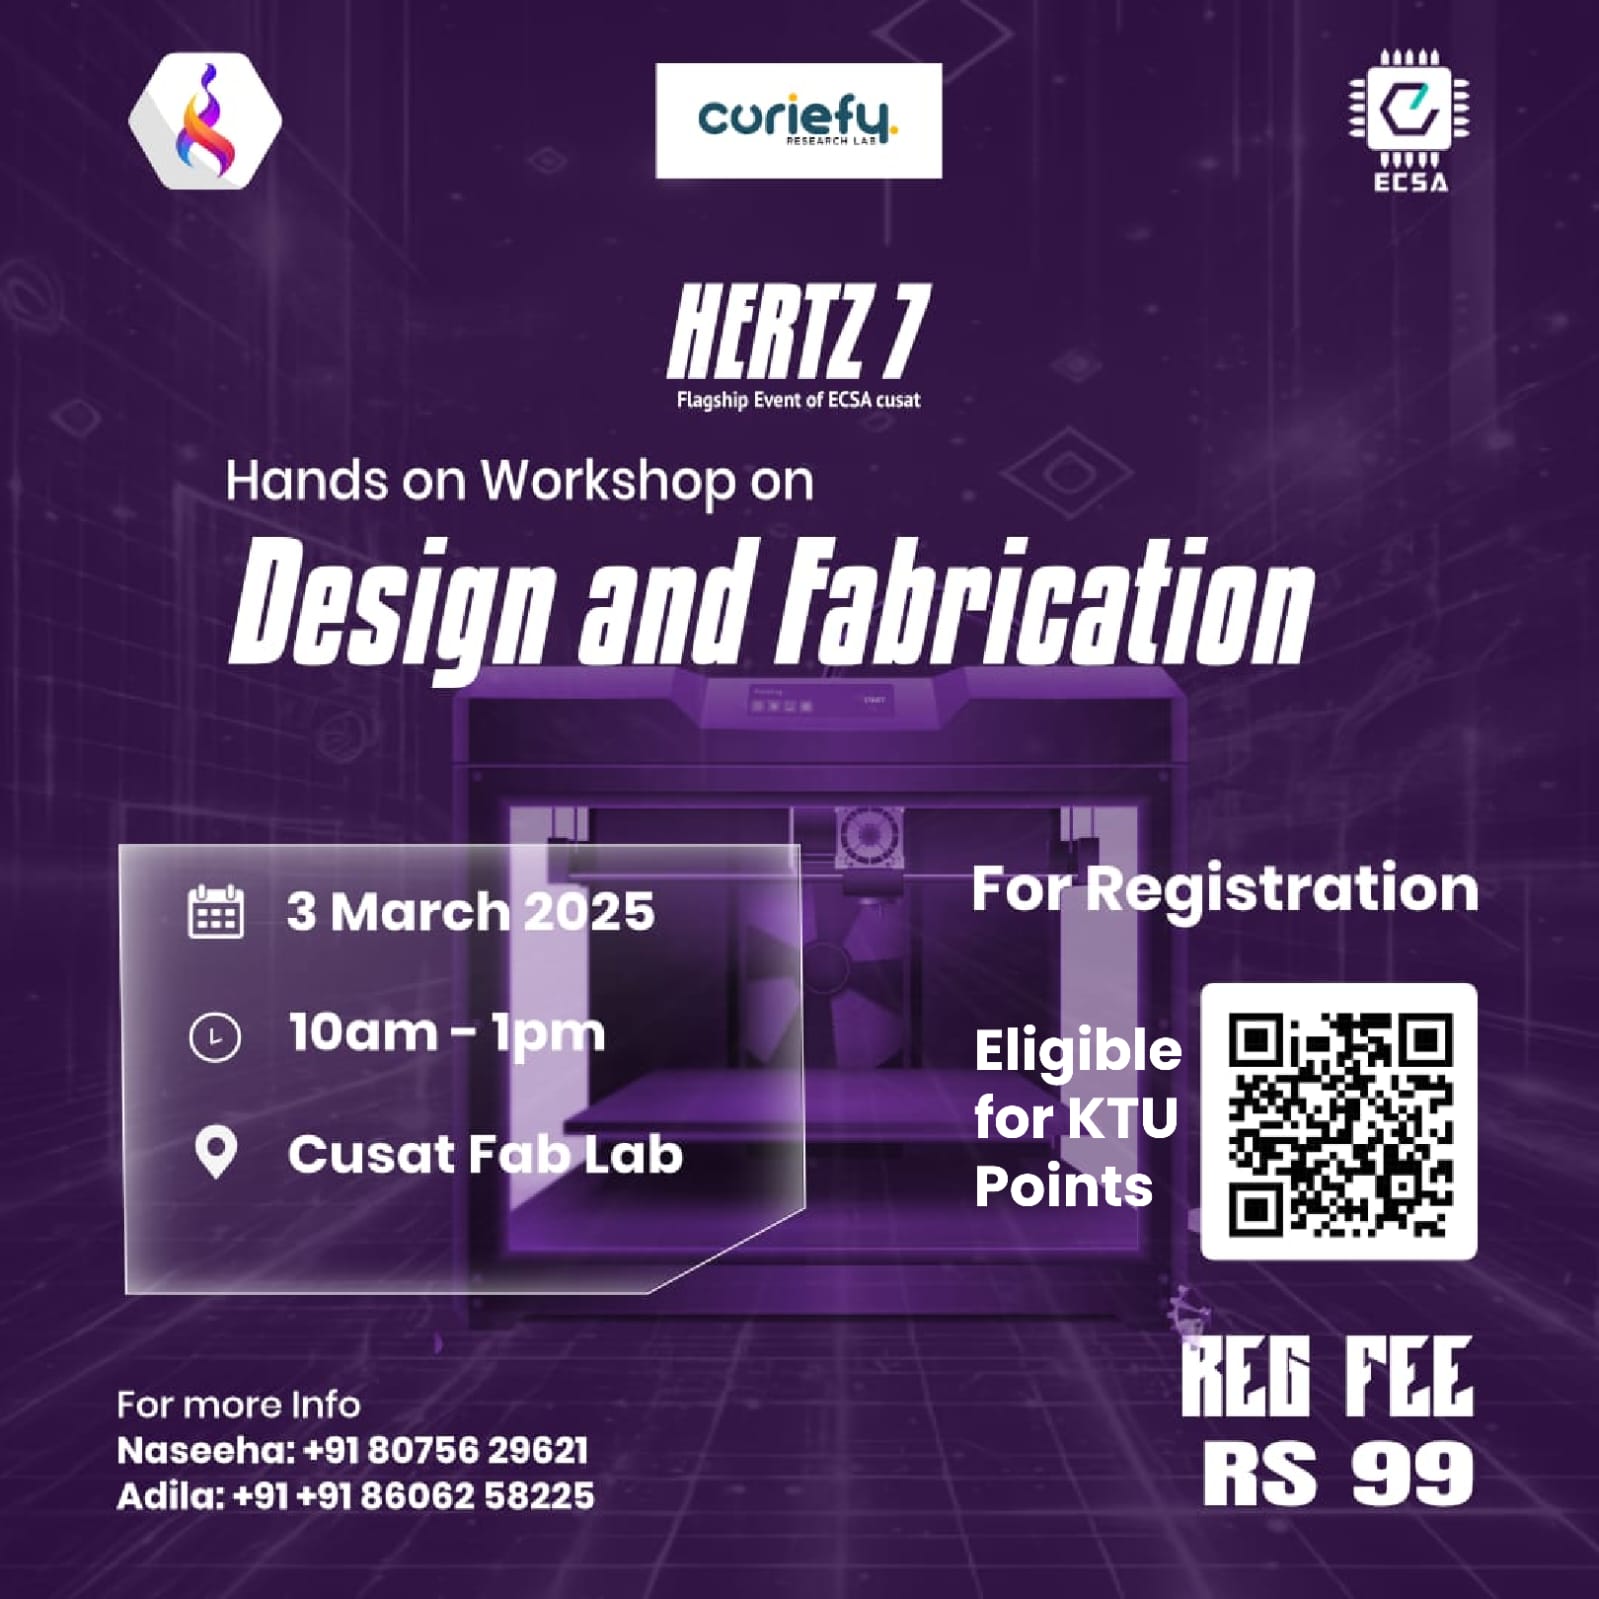 curiefy.
RESEARCH LAB
ECSA
HERTZ 7
Flagship Event of ECSA cusat
Hands on Workshop on
Design and Fabrication
START
3 March 2025
10am - 1pm
Cusat Fab Lab
For Registration
Eligible
for KTU
Points
REG FEE
RS 99
For more Info
Naseeha: +91 80756 29621
Adila: +91 +91 86062 58225